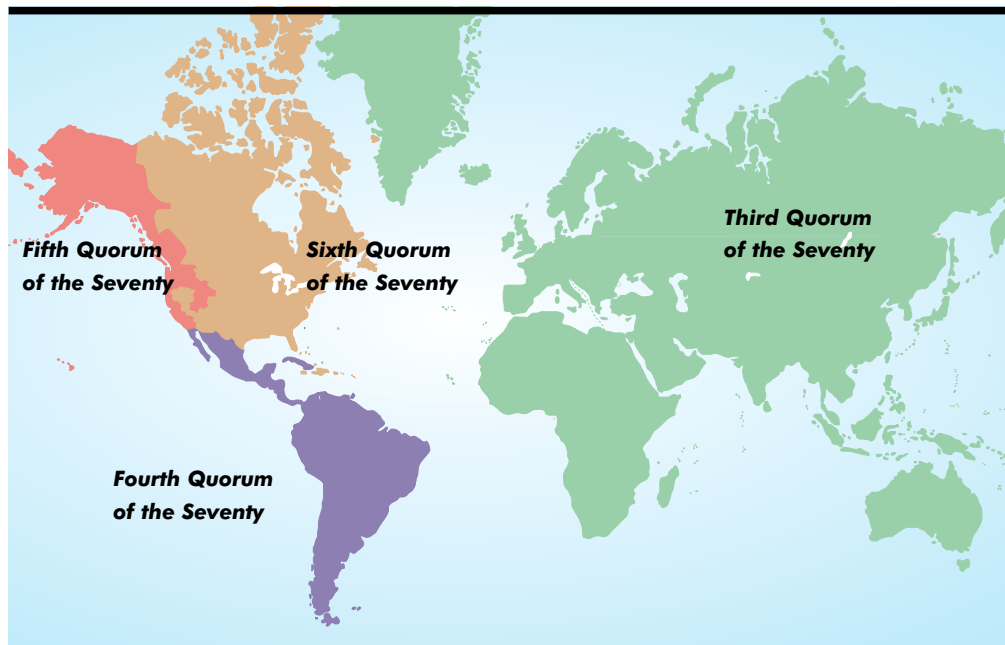 Third Quorum
of the Seventy
Fifth Quorum
of the Seventy
Sixth Quorum
of the Seventy
Fourth Quorum
of the Seventy